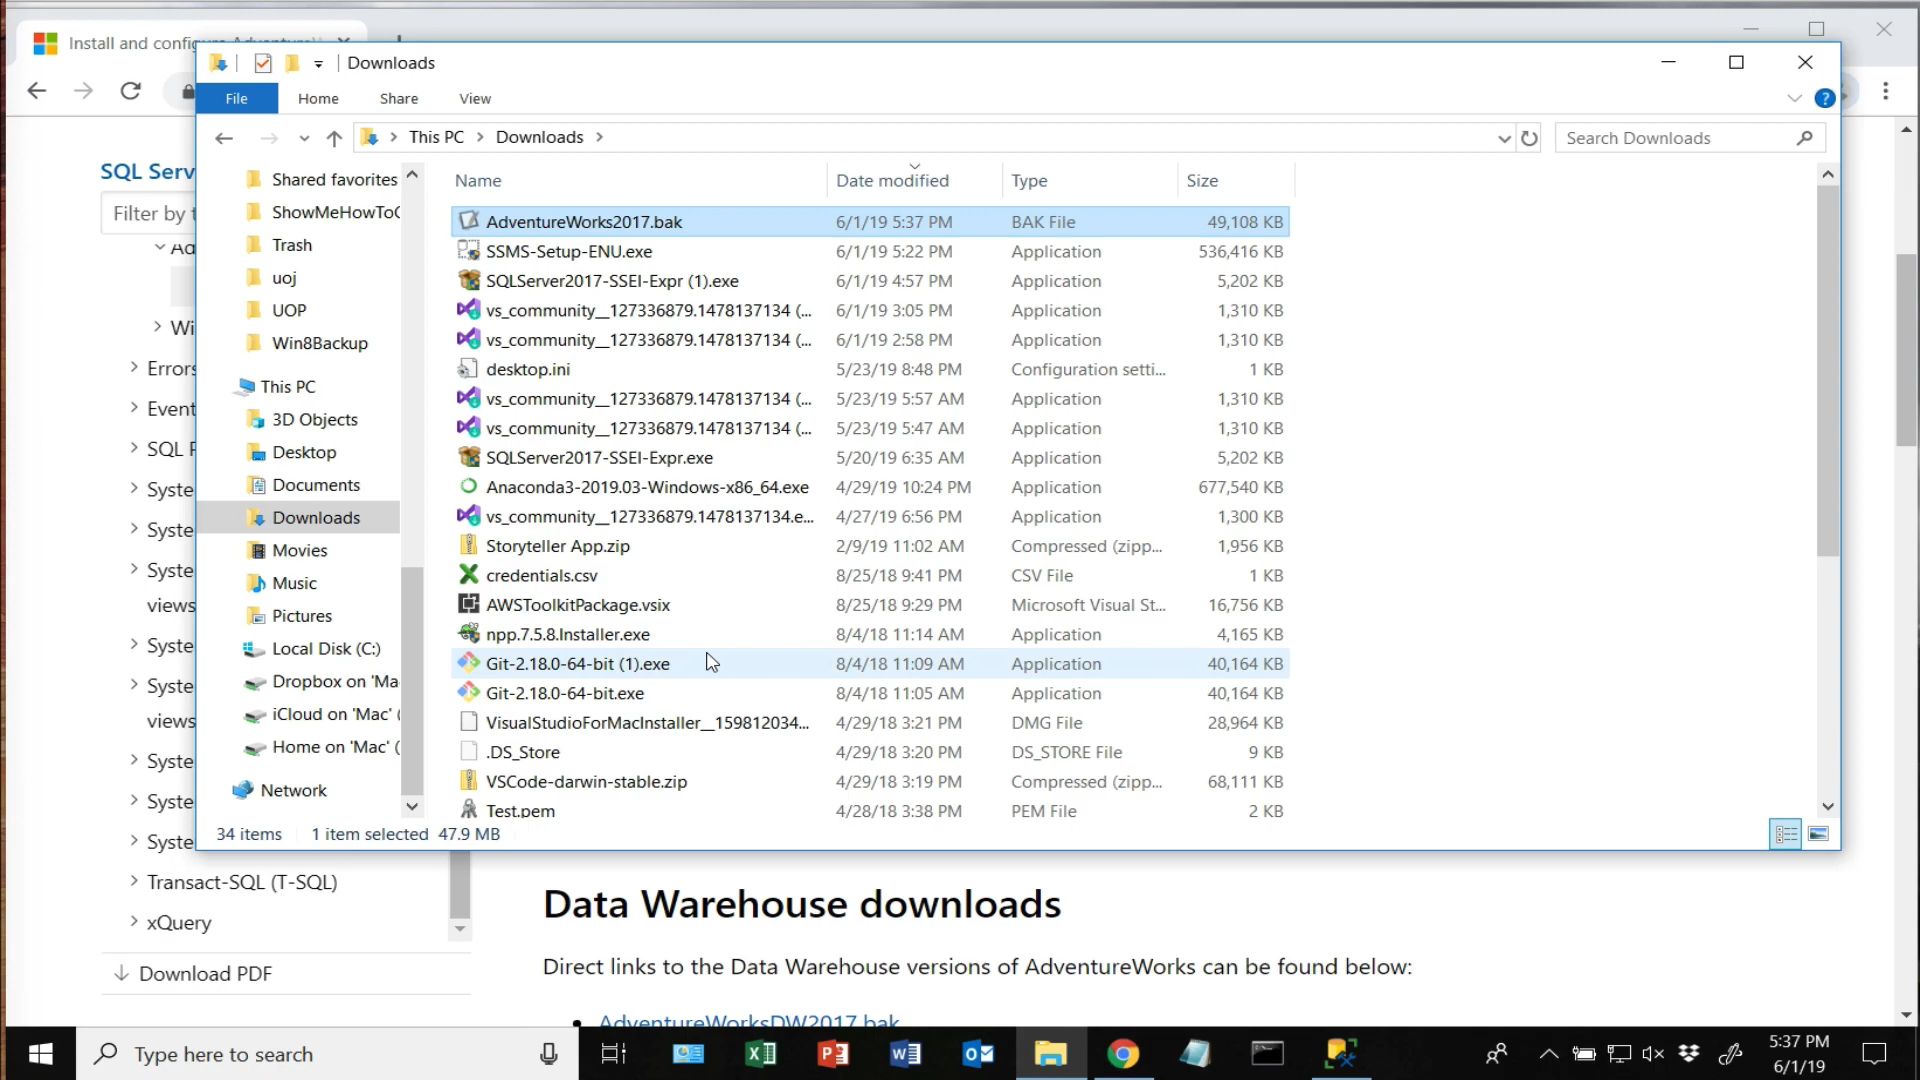 Install and config
Downloads
File Home Share View
This PC Downloads
Search Downloads
SQL Serv
Filter by t
Ad
Wi
Errors
Event
SQL
Syste
Syste
Syste
views
Syste
Syste
views
Syste
Syste
Syste
Transact-SQL (T-SQL)
xQuery
Download PDF
Shared favorites
ShowMeHowTo
Trash
uoj
UOP
Win8Backup
This PC
3D Objects
Desktop
Documents
Downloads
Movies
Music
Pictures
Local Disk (C:)
Dropbox on 'Ma
iCloud on 'Mac' (
Home on 'Mac' (
Network
Name Date modified Type Size
AdventureWorks2017.bak 6/1/19 5:37 PM BAK File 49,108 KB
SSMS-Setup-ENU.exe 6/1/19 5:22 PM Application 536,416 KB
SQLServer2017-SSEI-Expr (1).exe 6/1/19 4:57 PM Application 5,202 KB
vs_community__127336879.1478137134 (... 6/1/19 3:05 PM Application 1,310 KB
vs_community__127336879.1478137134 (... 6/1/19 2:58 PM Application 1,310 KB
desktop.ini 5/23/19 8:48 PM Configuration setti... 1 KB
vs_community__127336879.1478137134 (... 5/23/19 5:57 AM Application 1,310 KB
vs_community__127336879.1478137134 (... 5/23/19 5:47 AM Application 1,310 KB
SQLServer2017-SSEI-Expr.exe 5/20/19 6:35 AM Application 5,202 KB
Anaconda3-2019.03-Windows-x86_64.exe 4/29/19 10:24 PM Application 677,540 KB
vs_community__127336879.1478137134.e... 4/27/19 6:56 PM Application 1,300 KB
Storyteller App.zip 2/9/19 11:02 AM Compressed (zipp... 1,956 KB
credentials.csv 8/25/18 9:41 PM CSV File 1 KB
AWSToolkitPackage.vsix 8/25/18 9:29 PM Microsoft Visual St... 16,756 KB
npp.7.5.8.Installer.exe 8/4/18 11:14 AM Application 4,165 KB
Git-2.18.0-64-bit (1).exe 8/4/18 11:09 AM Application 40,164 KB
Git-2.18.0-64-bit.exe 8/4/18 11:05 AM Application 40,164 KB
VisualStudioForMacInstaller__159812034... 4/29/18 3:21 PM DMG File 28,964 KB
.DS_Store 4/29/18 3:20 PM DS_STORE File 9 KB
VSCode-darwin-stable.zip 4/29/18 3:19 PM Compressed (zipp... 68,111 KB
Test.pem 4/28/18 3:38 PM PEM File 2 KB
34 items 1 item selected 47.9 MB
Data Warehouse downloads
Direct links to the Data Warehouse versions of AdventureWorks can be found below:
AdventureWorksDW2017.bak
Type here to search
5:37 PM
6/1/19